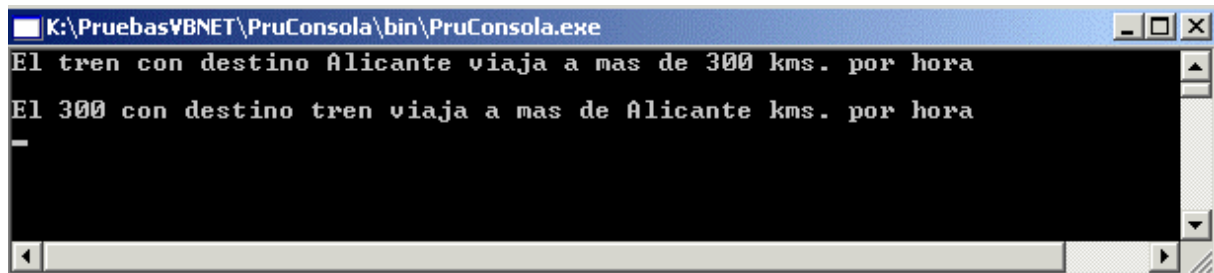 K:\PruebasVBNET\PruConsola\bin\PruConsola.exe
El tren con destino Alicante viaja a mas de 300 kms. por hora
El 300 con destino tren viaja a mas de Alicante kms. por hora